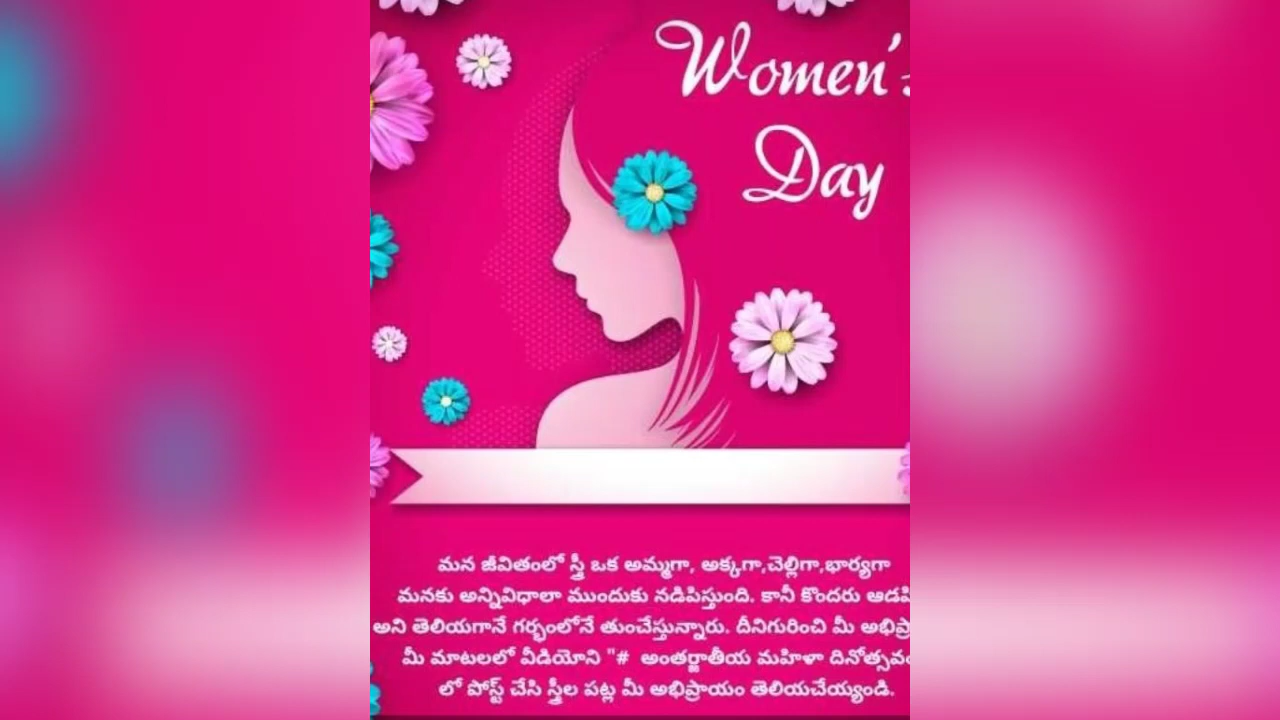 Women's
Day
మన జీవితంలో స్త్రీ ఒక అమ్మగా, అక్కగా,చెల్లిగా,భార్యగా
మనకు అన్నివిధాలా ముందుకు నడిపిస్తుంది. కానీ కొందరు
అని తెలియగానే గర్భంలోనే తుంచేస్తున్నారు. దీనిగురించి మీ
మీ మాటలలో వీడియోని "# అంతర్జాతీయ మహిళా
లో పోస్ట్ చేసి స్త్రీల పట్ల మీ అభిప్రాయం తెలియచేయ్యండి.